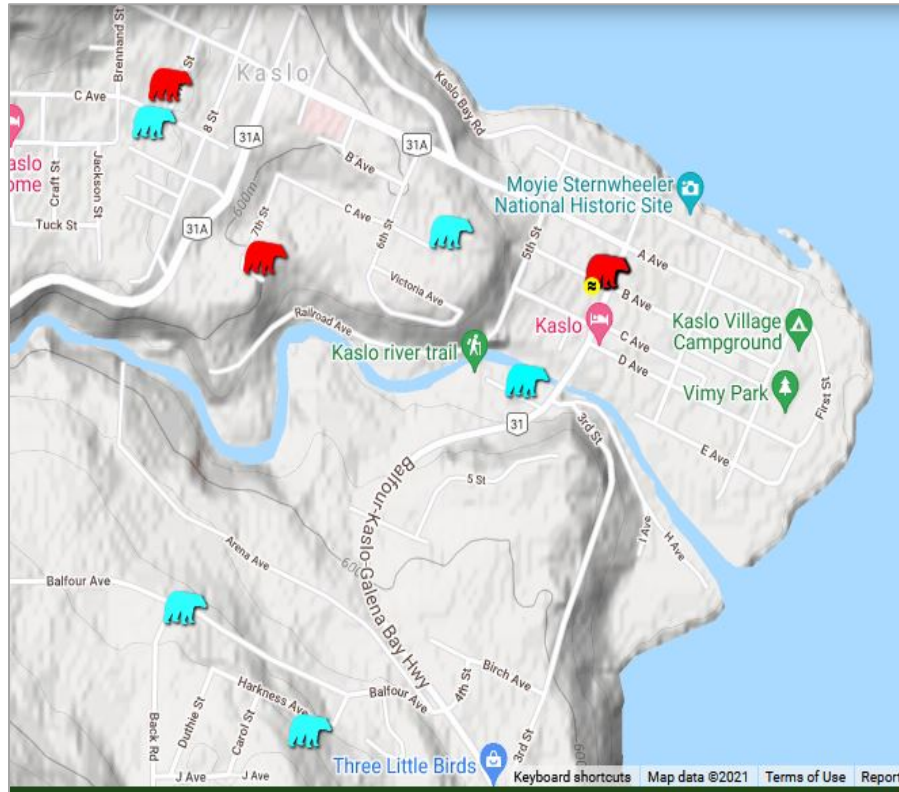 Brennand St
St
Kaslo
C Ave
8 St
31A
Kaslo Bay Rd
31A
Craft St
Jackson St
B Ave
Moyie Sternwheeler
National Historic Site
aslo
ome
600m
7th St
C Ave
6th St
Tuck St
31A
5th St
A Ave
Victoria Ave
B Ave
Railroad Ave
Kaslo
C Ave
Kaslo Village
Campground
Kaslo river trail
D Ave
Vimy Park
First St
31
3rd St
E Ave
5 St
Balfour-Kaslo-Galena Bay Hwy
I Ave
H Ave
Arena Ave
600
Balfour Ave
Birch Ave
4th St
Harkness Ave
Balfour Ave
Duthie St
Carol St
Back Rd
3rd St
600
J Ave
J Ave
Three Little Birds
Keyboard shortcuts Map data ©2021 Terms of Use Report